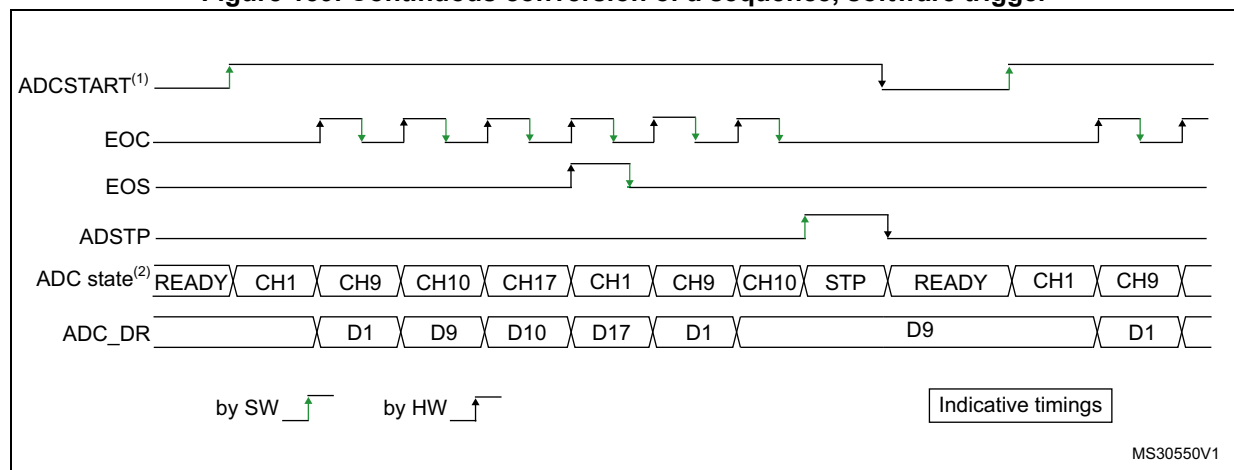 ADCSTART(1)
EOC
EOS
ADSTP
ADC state(2) READY CH1 CH9 CH10 CH17 CH1 CH9 CH10 STP READY CH1 CH9
ADC_DR D1 D9 D10 D17 D1 D9 D1
by SW by HW Indicative timings
MS30550V1